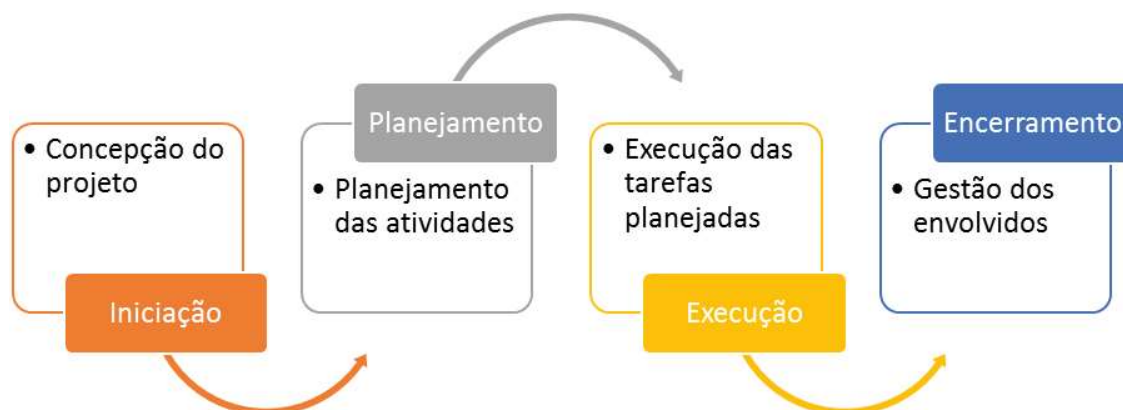 • Concepção do
projeto
Iniciação
Planejamento
• Planejamento
das atividades
• Execução das
tarefas
planejadas
Execução
Encerramento
• Gestão dos
envolvidos